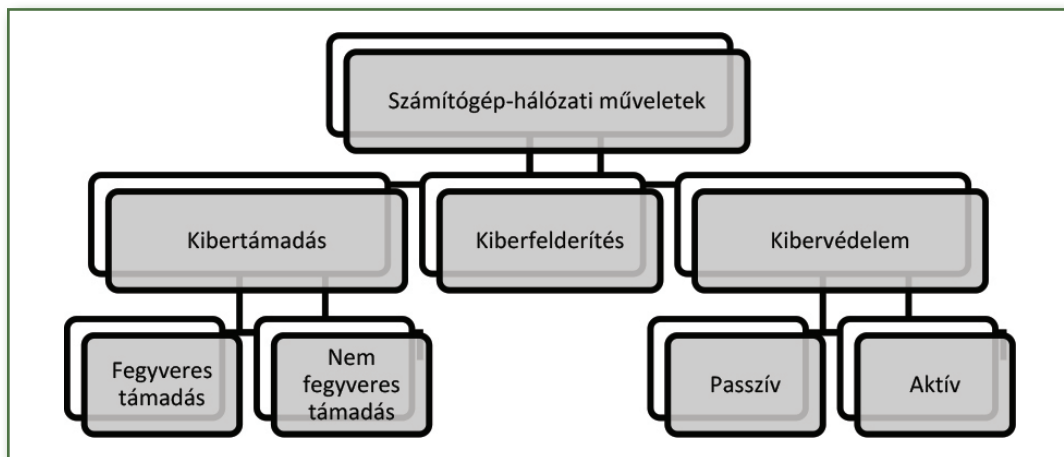 Számítógép-hálózati műveletek
Kibertámadás
Kiberfelderítés
Kibervédelem
Fegyveres
támadás
Nem
fegyveres
támadás
Passzív
Aktív